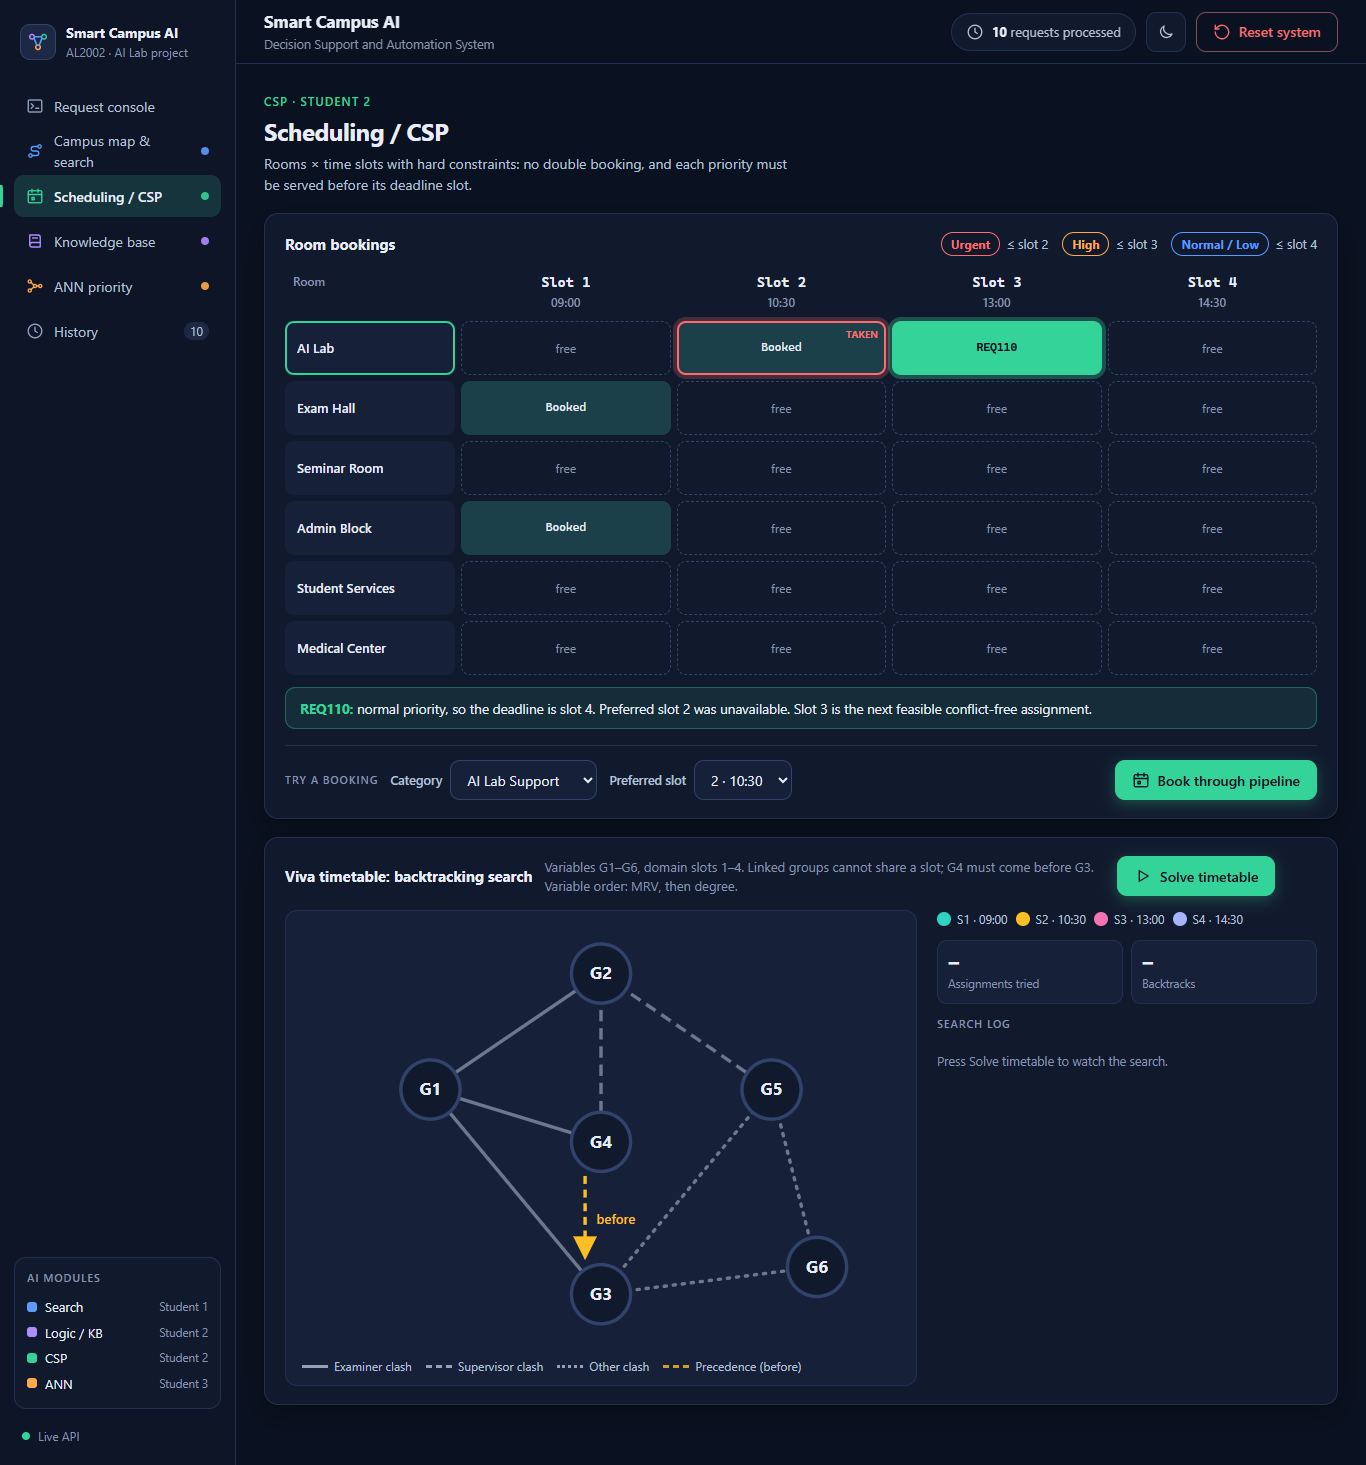 Smart Campus AI
AL2002 · AI Lab project
Request console
Campus map &
search
Scheduling / CSP
Knowledge base
ANN priority
History
10
AI MODULES
Search
Student 1
Logic / KB
Student 2
CSP
Student 2
ANN
Student 3
Live API
Smart Campus AI
Decision Support and Automation System
10 requests processed
Reset system
CSP · STUDENT 2
Scheduling / CSP
Rooms × time slots with hard constraints: no double booking, and each priority must
be served before its deadline slot.
Room bookings
Urgent ≤ slot 2
High ≤ slot 3
Normal / Low ≤ slot 4
Room
Slot 1
09:00
Slot 2
10:30
Slot 3
13:00
Slot 4
14:30
AI Lab
free
Booked
TAKEN
REQ110
free
Exam Hall
Booked
free
free
free
Seminar Room
free
free
free
free
Admin Block
Booked
free
free
free
Student Services
free
free
free
free
Medical Center
free
free
free
free
REQ110: normal priority, so the deadline is slot 4. Preferred slot 2 was unavailable. Slot 3 is the next feasible conflict-free assignment.
TRY A BOOKING
Category
AI Lab Support
Preferred slot
2 · 10:30
Book through pipeline
Viva timetable: backtracking search
Variables G1–G6, domain slots 1–4. Linked groups cannot share a slot; G4 must come before G3.
Variable order: MRV, then degree.
Solve timetable
G2
G1
G5
G4
before
G6
G3
Examiner clash
Supervisor clash
Other clash
Precedence (before)
S1 · 09:00
S2 · 10:30
S3 · 13:00
S4 · 14:30
–
Assignments tried
–
Backtracks
SEARCH LOG
Press Solve timetable to watch the search.